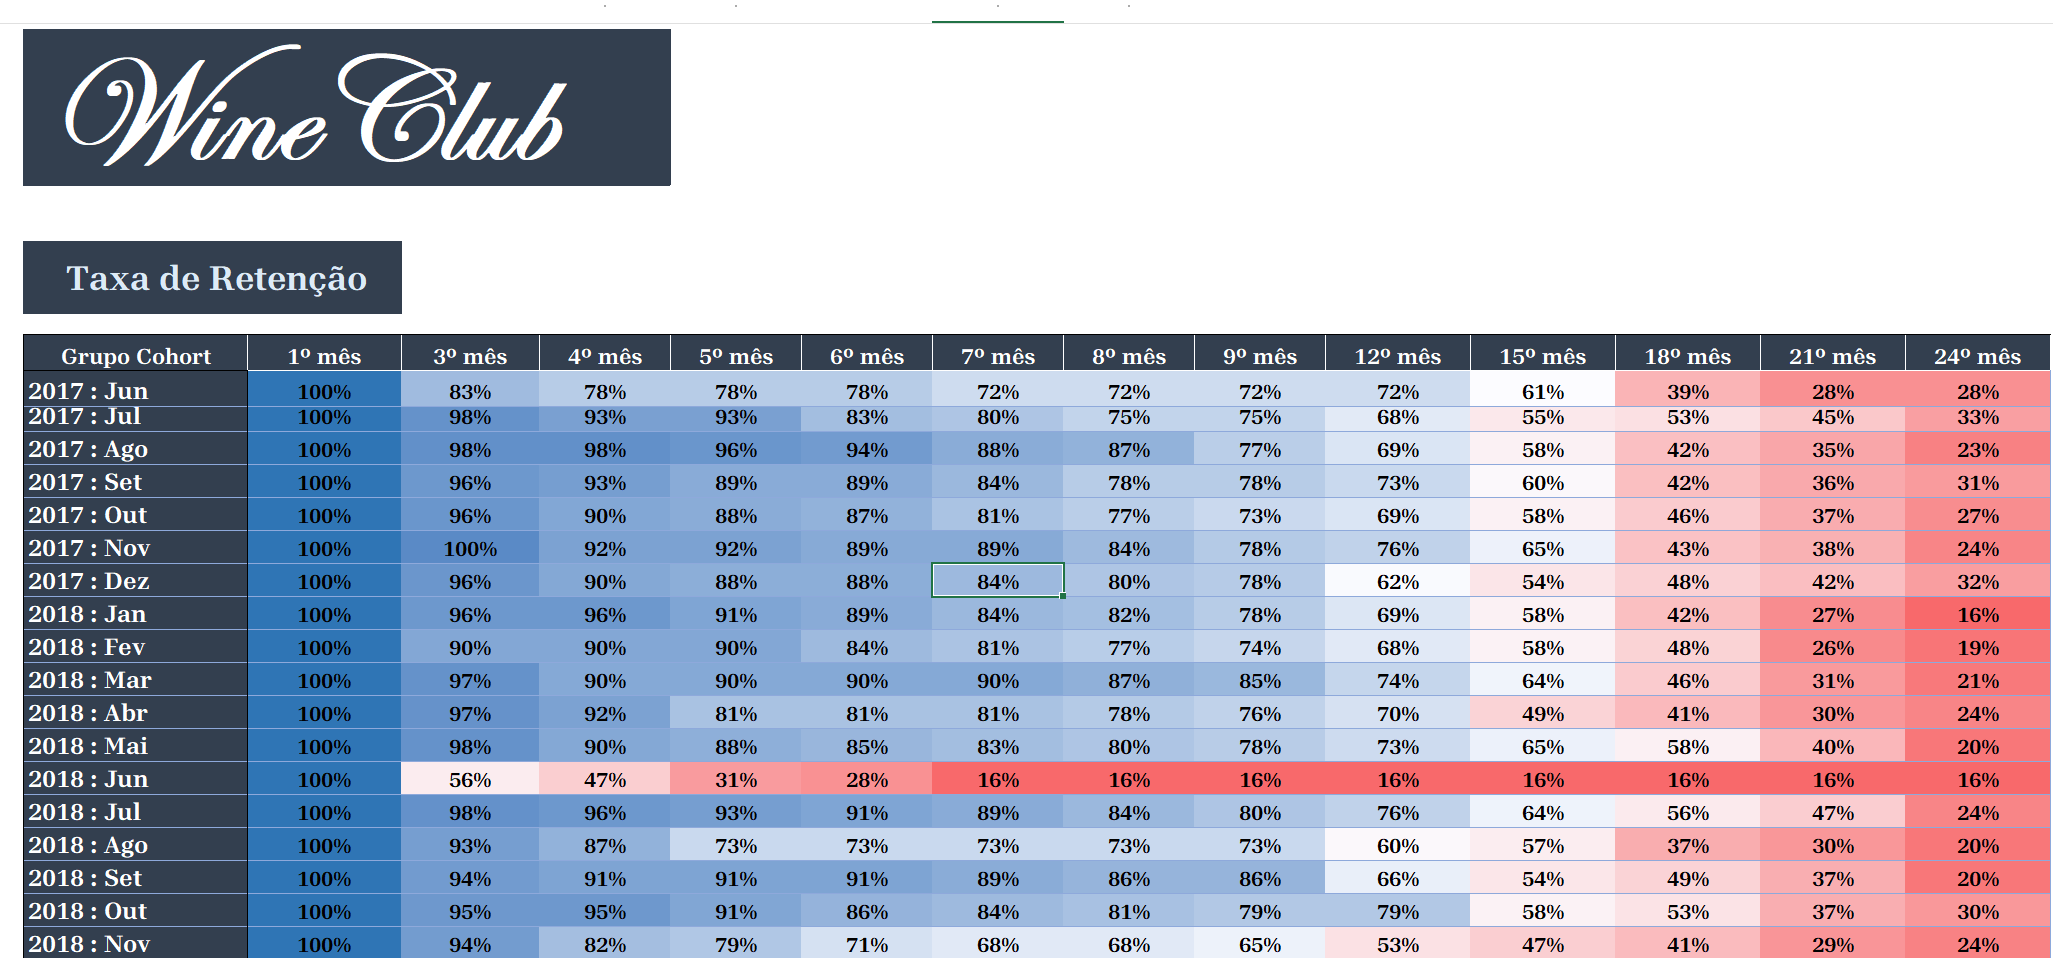 Wine Club
Taxa de Retenção
Grupo Cohort 1º mês 3º mês 4º mês 5º mês 6º mês 7º mês 8º mês 9º mês 12º mês 15º mês 18º mês 21º mês 24º mês
2017 : Jun 100% 83% 78% 78% 78% 72% 72% 72% 72% 61% 39% 28% 28%
2017 : Jul 100% 98% 93% 93% 83% 80% 75% 75% 68% 55% 53% 45% 33%
2017 : Ago 100% 98% 98% 96% 94% 88% 87% 77% 69% 58% 42% 35% 23%
2017 : Set 100% 96% 93% 89% 89% 84% 78% 78% 73% 60% 42% 36% 31%
2017 : Out 100% 96% 90% 88% 87% 81% 77% 73% 69% 58% 46% 37% 27%
2017 : Nov 100% 100% 92% 92% 89% 89% 84% 78% 76% 65% 43% 38% 24%
2017 : Dez 100% 96% 90% 88% 88% 84% 80% 78% 62% 54% 48% 42% 32%
2018 : Jan 100% 96% 96% 91% 89% 84% 82% 78% 69% 58% 42% 27% 16%
2018 : Fev 100% 90% 90% 90% 84% 81% 77% 74% 68% 58% 48% 26% 19%
2018 : Mar 100% 97% 90% 90% 90% 90% 87% 85% 74% 64% 46% 31% 21%
2018 : Abr 100% 97% 92% 81% 81% 81% 78% 76% 70% 49% 41% 30% 24%
2018 : Mai 100% 98% 90% 88% 85% 83% 80% 78% 73% 65% 58% 40% 20%
2018 : Jun 100% 56% 47% 31% 28% 16% 16% 16% 16% 16% 16% 16% 16%
2018 : Jul 100% 98% 96% 93% 91% 89% 84% 80% 76% 64% 56% 47% 24%
2018 : Ago 100% 93% 87% 73% 73% 73% 73% 73% 60% 57% 37% 30% 20%
2018 : Set 100% 94% 91% 91% 91% 89% 86% 86% 66% 54% 49% 37% 20%
2018 : Out 100% 95% 95% 91% 86% 84% 81% 79% 79% 58% 53% 37% 30%
2018 : Nov 100% 94% 82% 79% 71% 68% 68% 65% 53% 47% 41% 29% 24%